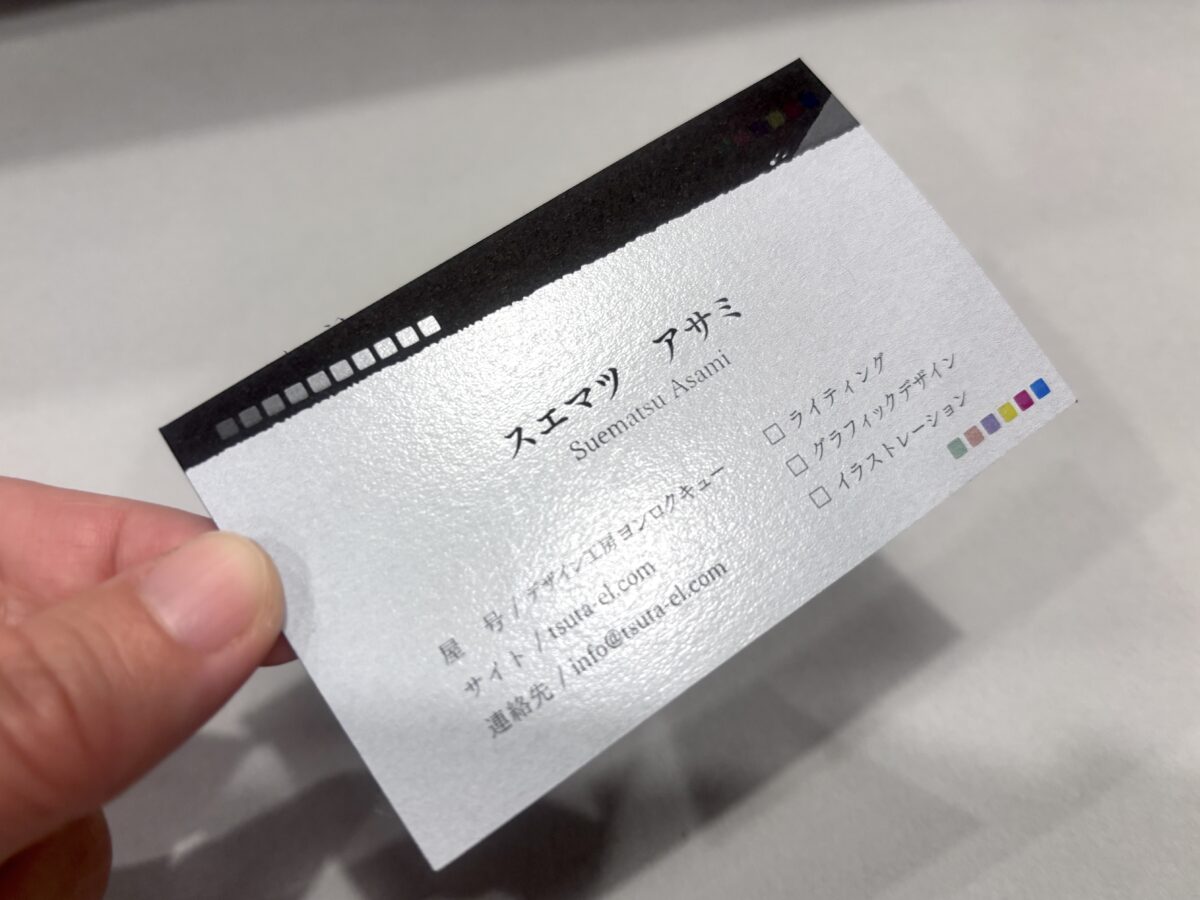 スエマツ　アサミ
Suematsu Asami
□ ライティング
□ グラフィックデザイン
□ イラストレーション
屋　号 / デザイン工房ヨンロクキュー
サイト / tsuta-el.com
連絡先 / info@tsuta-el.com